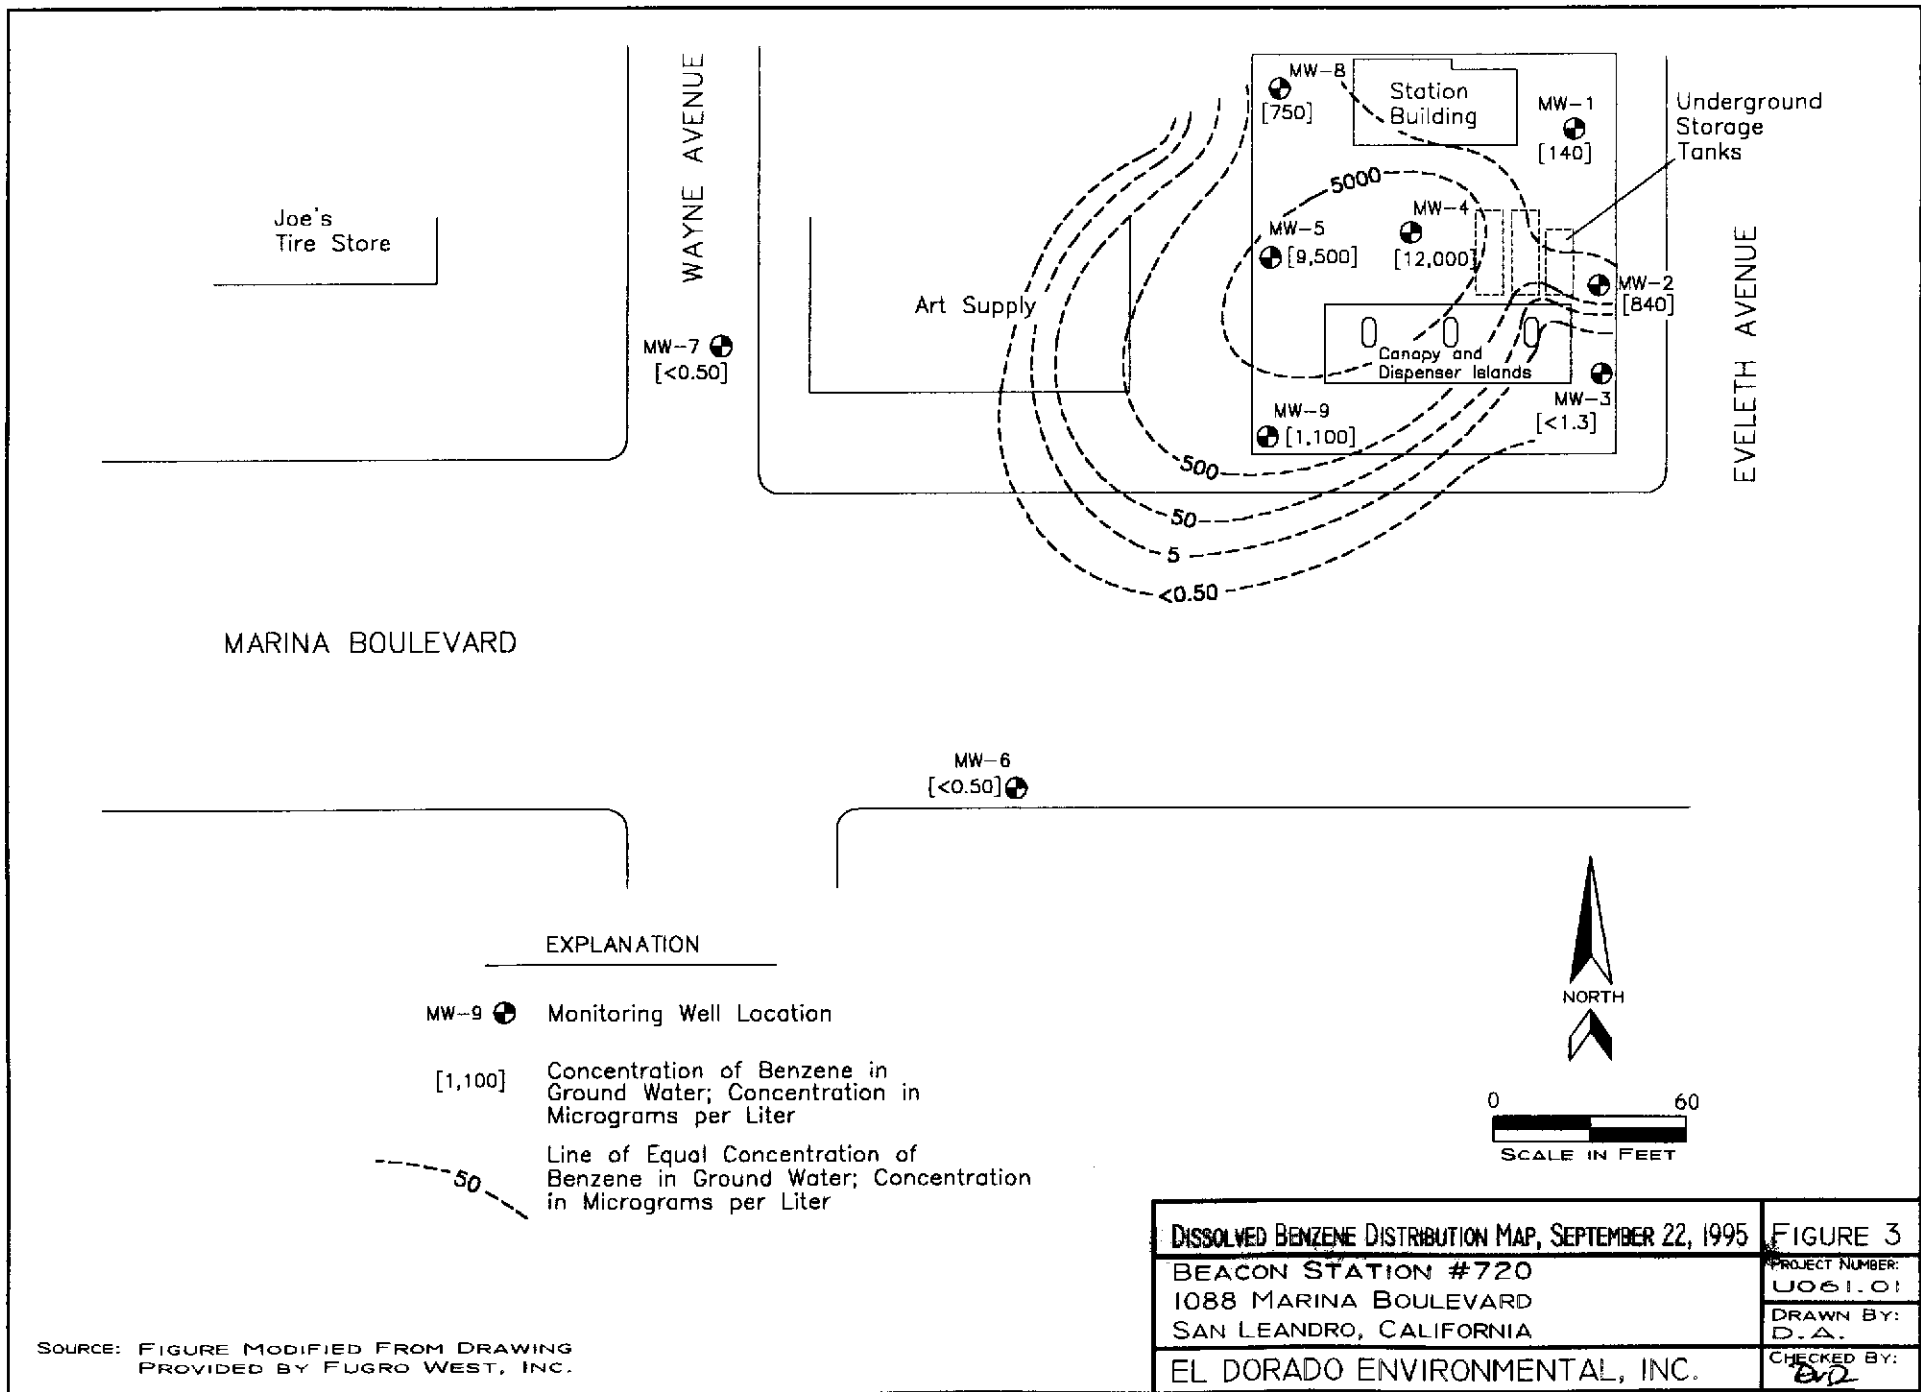 WAYNE AVENUE
MW-8
[750]
Station
Building
MW-1
[140]
Underground
Storage
Tanks
Joe's
Tire Store
5000
MW-4
[12,000]
MW-5
[9,500]
MW-2
[840]
EVELETH AVENUE
Art Supply
MW-7
[<0.50]
Canopy and
Dispenser Islands
MW-3
[<1.3]
MW-9
[1,100]
500
50
5
<0.50
MARINA BOULEVARD
MW-6
[<0.50]
EXPLANATION
MW-9 Monitoring Well Location
[1,100] Concentration of Benzene in
Ground Water; Concentration in
Micrograms per Liter
50 Line of Equal Concentration of
Benzene in Ground Water; Concentration
in Micrograms per Liter
NORTH
0 60
SCALE IN FEET
DISSOLVED BENZENE DISTRIBUTION MAP, SEPTEMBER 22, 1995
FIGURE 3
BEACON STATION #720
1088 MARINA BOULEVARD
SAN LEANDRO, CALIFORNIA
PROJECT NUMBER:
U061.01
DRAWN BY:
D.A.
EL DORADO ENVIRONMENTAL, INC.
CHECKED BY:
SOURCE: FIGURE MODIFIED FROM DRAWING
PROVIDED BY FUGRO WEST, INC.